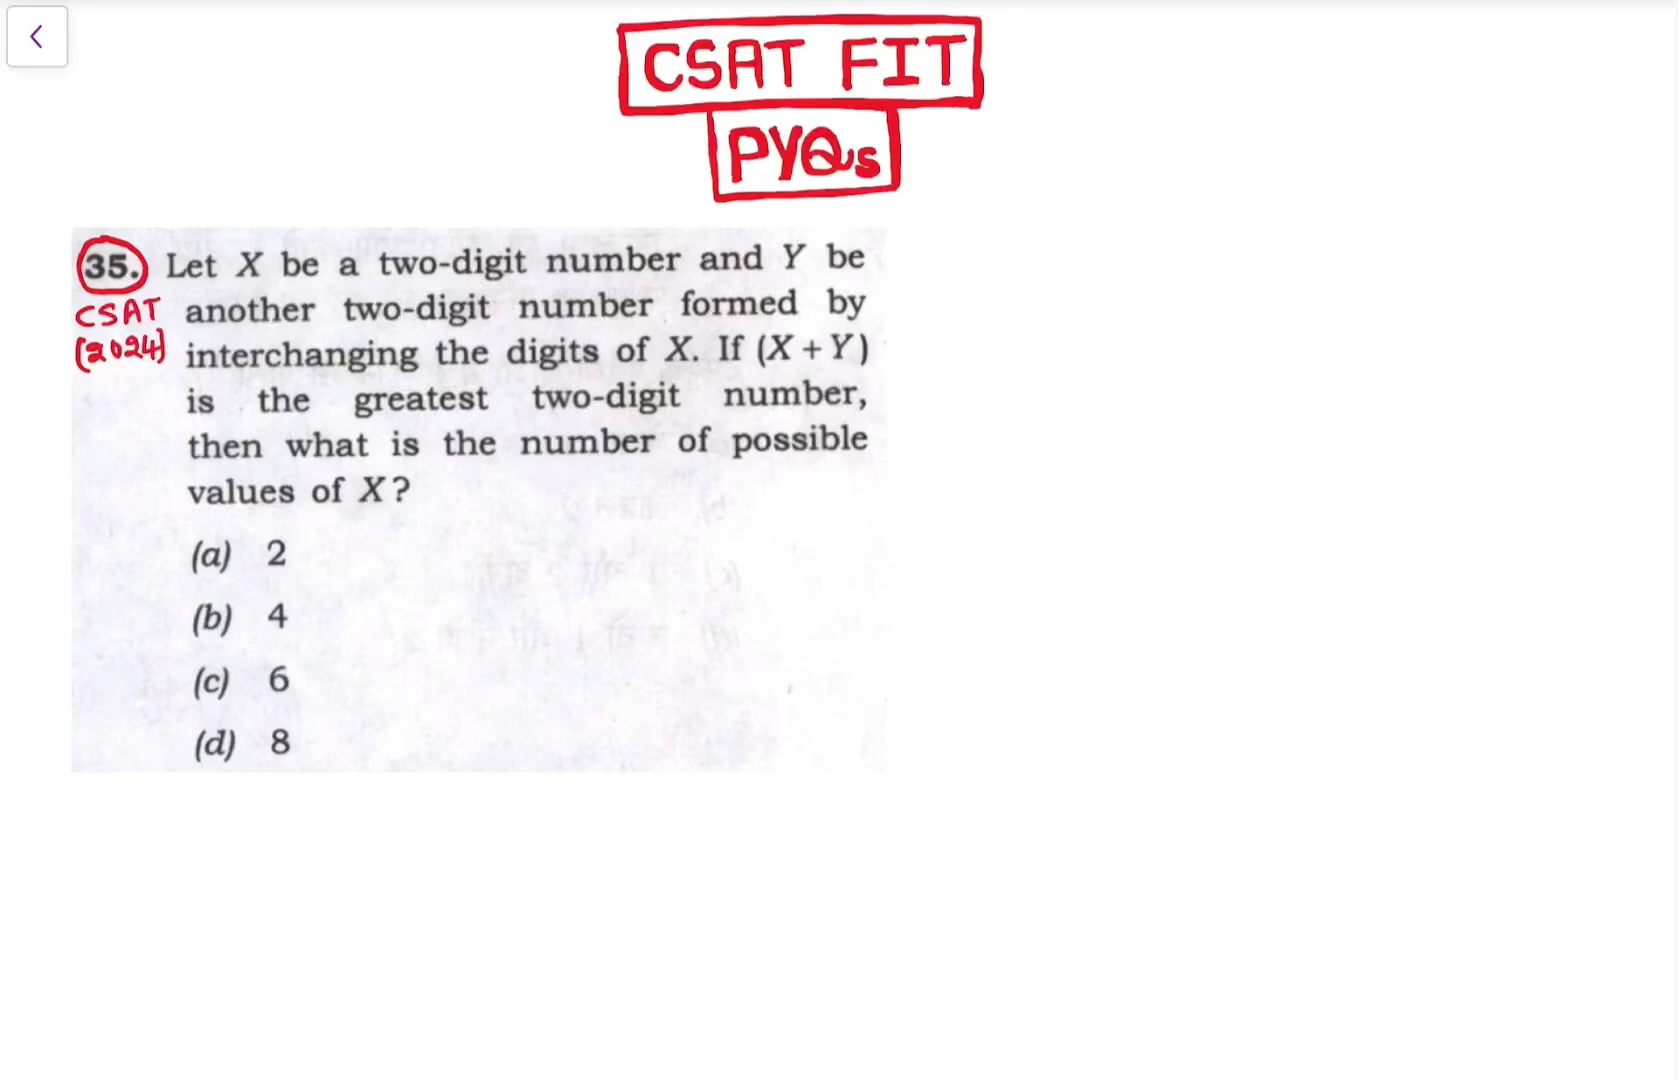 CSAT FIT
PYQs
35. Let X be a two-digit number and Y be
CSAT another two-digit number formed by
(2024) interchanging the digits of X. If (X + Y)
is the greatest two-digit number,
then what is the number of possible
values of X?
(a) 2
(b) 4
(c) 6
(d) 8